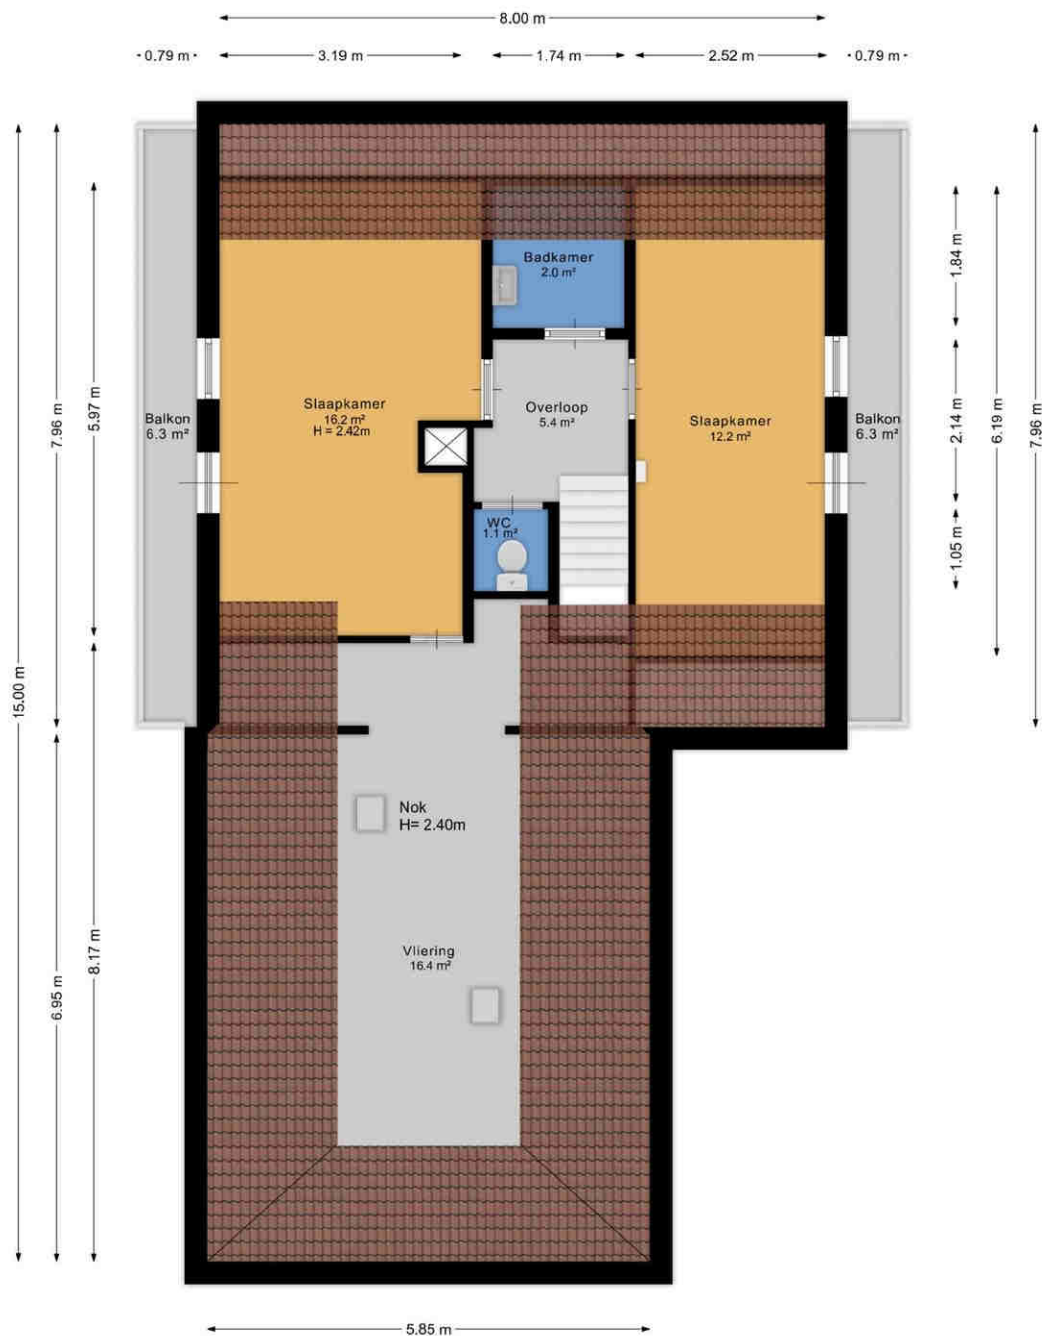 8.00 m
0.79 m
3.19 m
1.74 m
2.52 m
0.79 m
Badkamer
2.0 m²
1.84 m
5.97 m
7.96 m
Slaapkamer
16.2 m²
H = 2.42m
Overloop
5.4 m²
Balkon
6.3 m²
Slaapkamer
12.2 m²
Balkon
6.3 m²
2.14 m
6.19 m
7.96 m
WC
1.1 m²
1.05 m
15.00 m
Nok
H= 2.40m
8.17 m
Vliering
16.4 m²
6.95 m
5.85 m